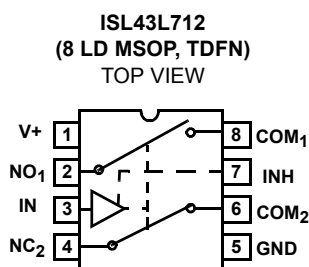 ISL43L712
(8 LD MSOP, TDFN)
TOP VIEW
V+ 1 8 COM1
NO1 2 7 INH
IN 3 6 COM2
NC2 4 5 GND